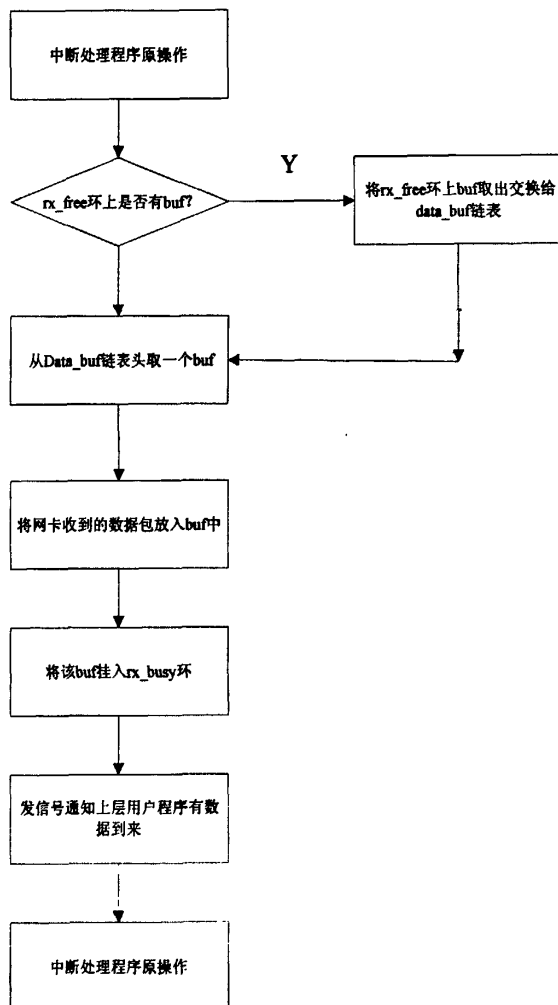 中断处理程序原操作
rx_free环上是否有buf?
Y
将rx_free环上buf取出交换给
data_buf链表
从Data_buf链表头取一个buf
将网卡收到的数据包放入buf中
将该buf挂入rx_busy环
发信号通知上层用户程序有数
据到来
中断处理程序原操作